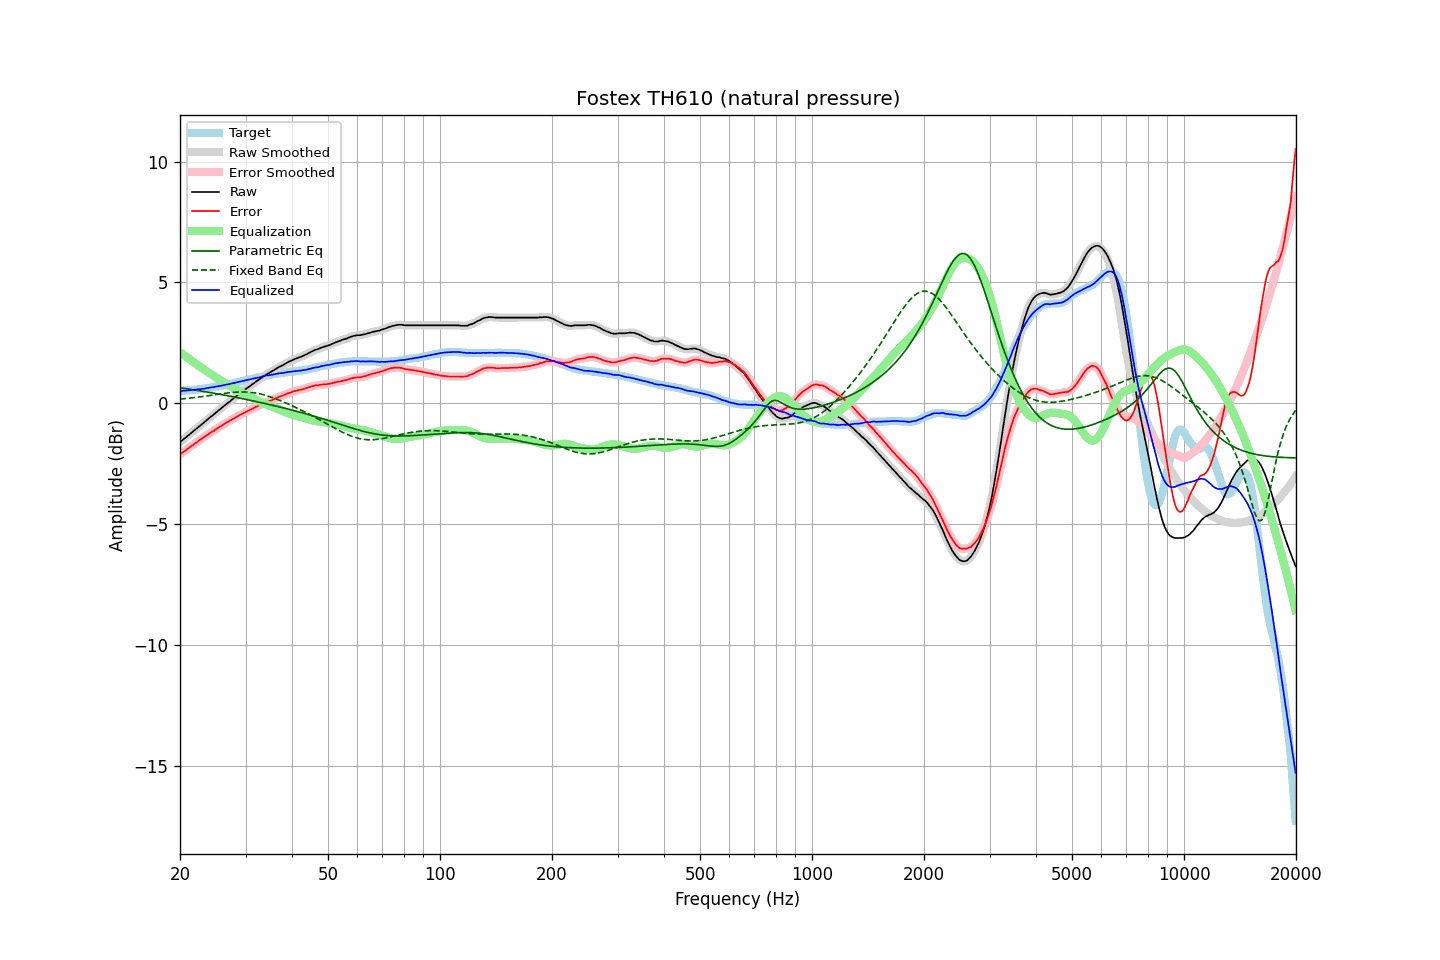 Fostex TH610 (natural pressure)
Target
Raw Smoothed
Error Smoothed
Raw
Error
Equalization
Parametric Eq
Fixed Band Eq
Equalized
10
5
0
−5
−10
−15
Amplitude (dBr)
20 50 100 200 500 1000 2000 5000 10000 20000
Frequency (Hz)